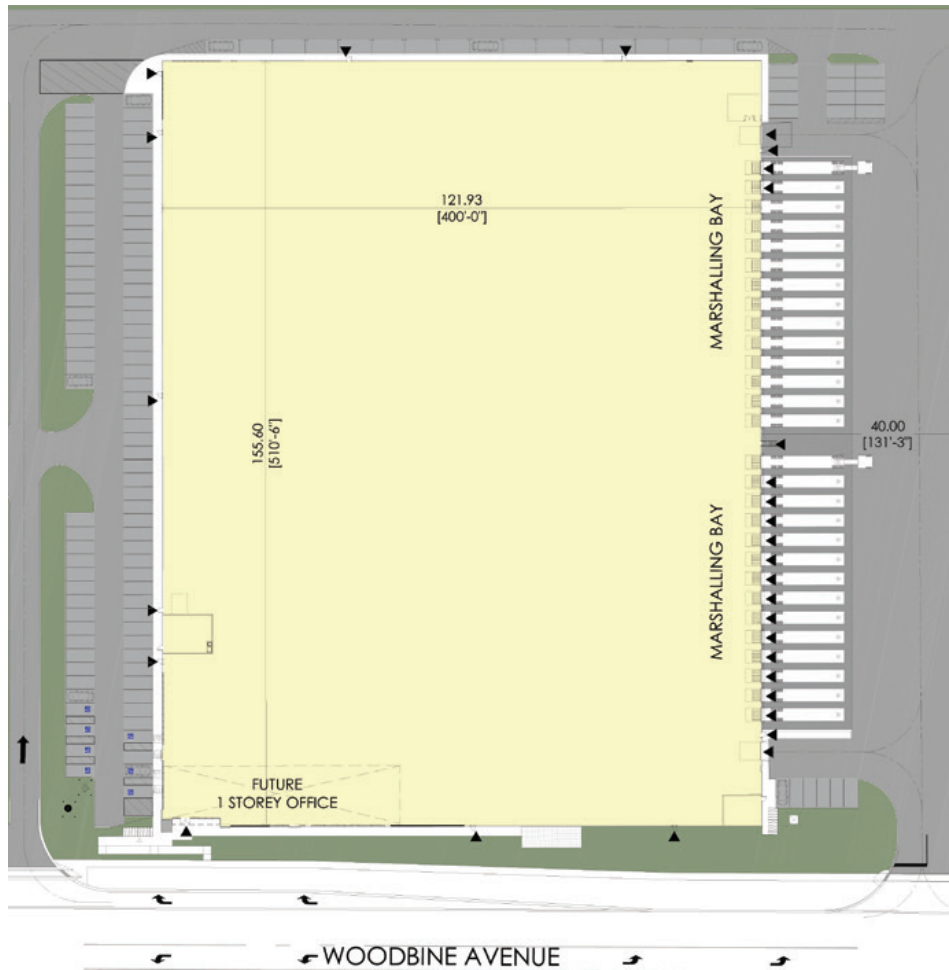 121.93
[400'-0"]
MARSHALLING BAY
155.60
[510'-6"]
40.00
[131'-3"]
MARSHALLING BAY
FUTURE
1 STOREY OFFICE
WOODBINE AVENUE